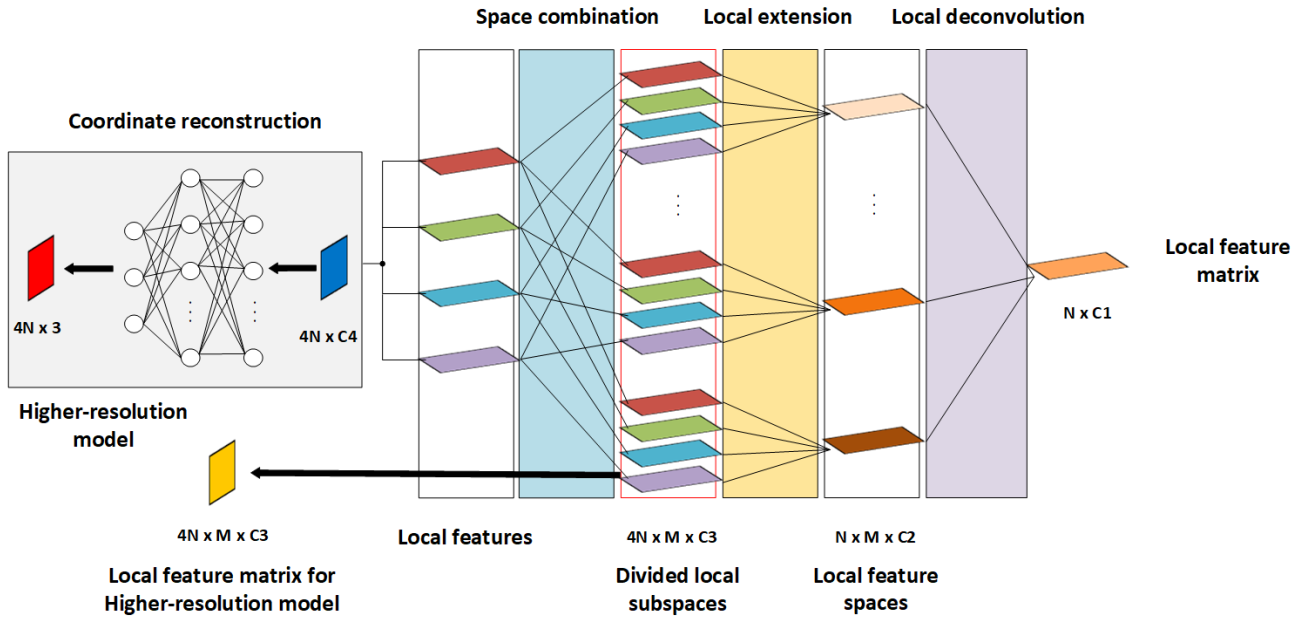 Space combination
Local extension
Local deconvolution
Coordinate reconstruction
4N x 3
4N x C4
Higher-resolution
model
Local feature
matrix
N x C1
4N x M x C3
Local feature matrix for
Higher-resolution model
Local features
4N x M x C3
Divided local
subspaces
N x M x C2
Local feature
spaces